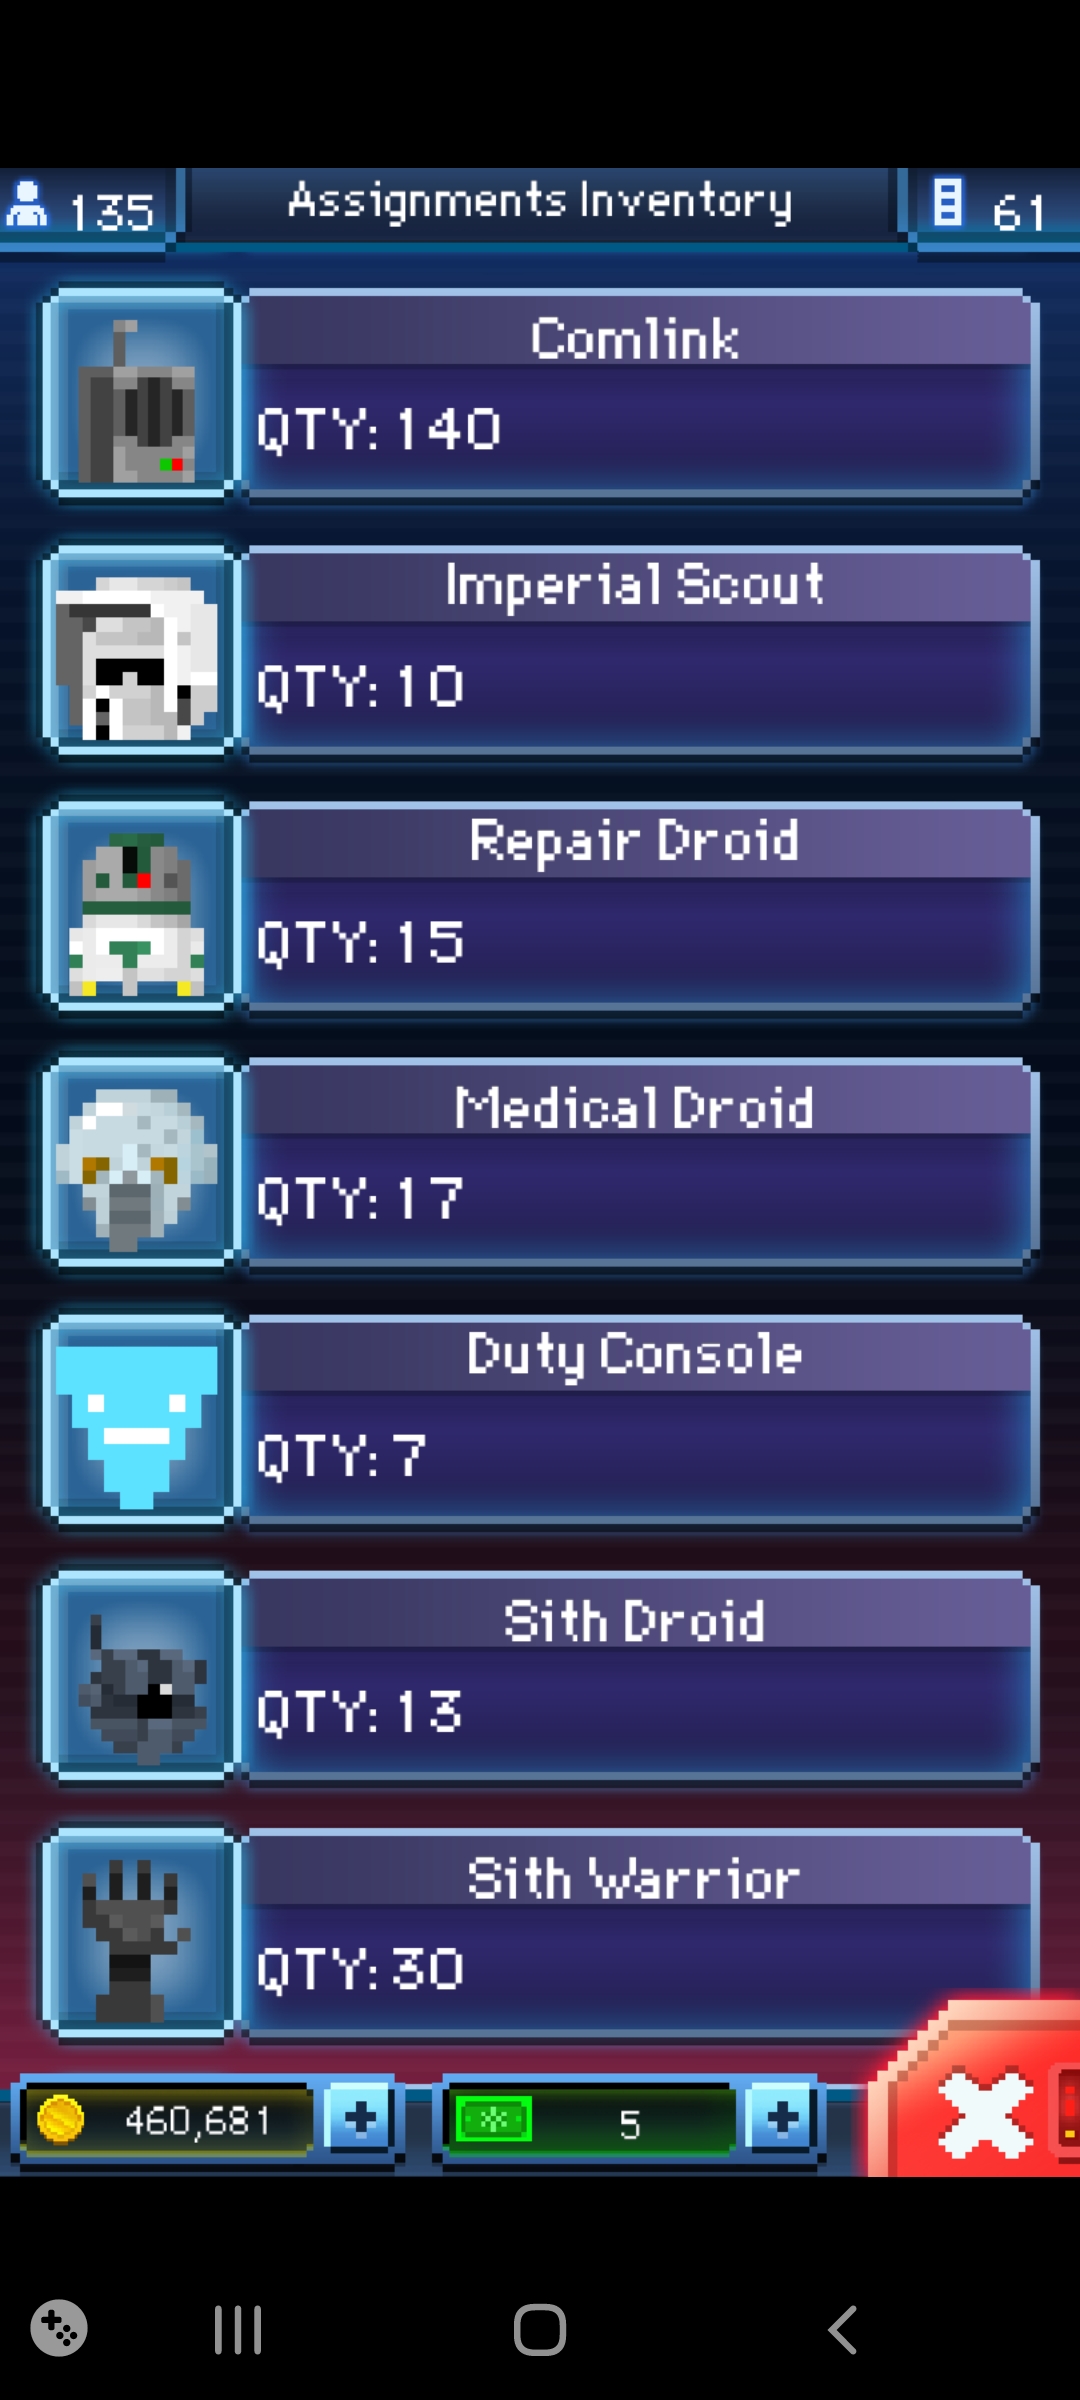 135
Assignments Inventory
61
Comlink
QTY: 140
Imperial Scout
QTY: 10
Repair Droid
QTY: 15
Medical Droid
QTY: 17
Duty Console
QTY: 7
Sith Droid
QTY: 13
Sith Warrior
QTY: 30
460,681
5